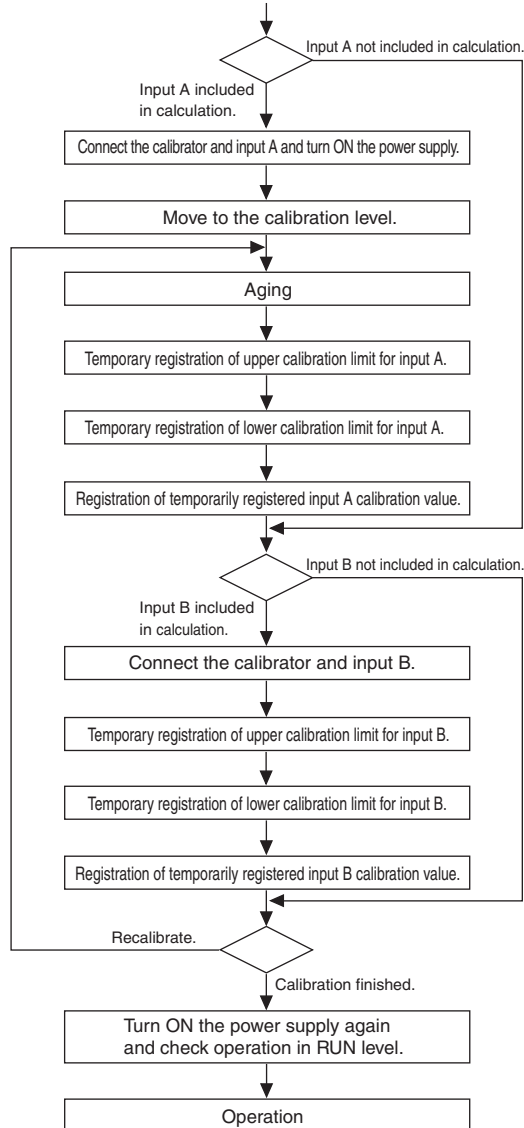 Input A not included in calculation.
Input A included
in calculation.
Connect the calibrator and input A and turn ON the power supply.
Move to the calibration level.
Aging
Temporary registration of upper calibration limit for input A.
Temporary registration of lower calibration limit for input A.
Registration of temporarily registered input A calibration value.
Input B not included in calculation.
Input B included
in calculation.
Connect the calibrator and input B.
Temporary registration of upper calibration limit for input B.
Temporary registration of lower calibration limit for input B.
Registration of temporarily registered input B calibration value.
Recalibrate.
Calibration finished.
Turn ON the power supply again
and check operation in RUN level.
Operation